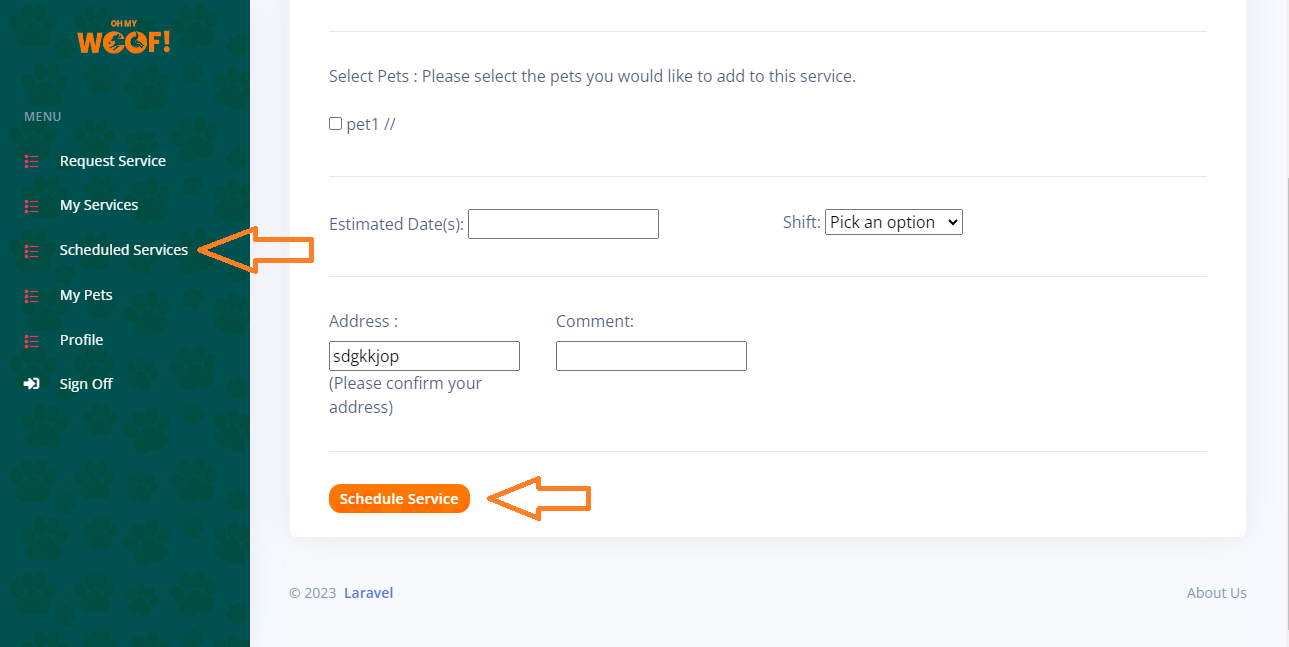 OH MY
WOOF!
MENU
Request Service
My Services
Scheduled Services
My Pets
Profile
Sign Off
Select Pets : Please select the pets you would like to add to this service.
pet1 //
Estimated Date(s):
Shift: Pick an option
Address :
Comment:
sdgkkjop
(Please confirm your
address)
Schedule Service
© 2023 Laravel
About Us